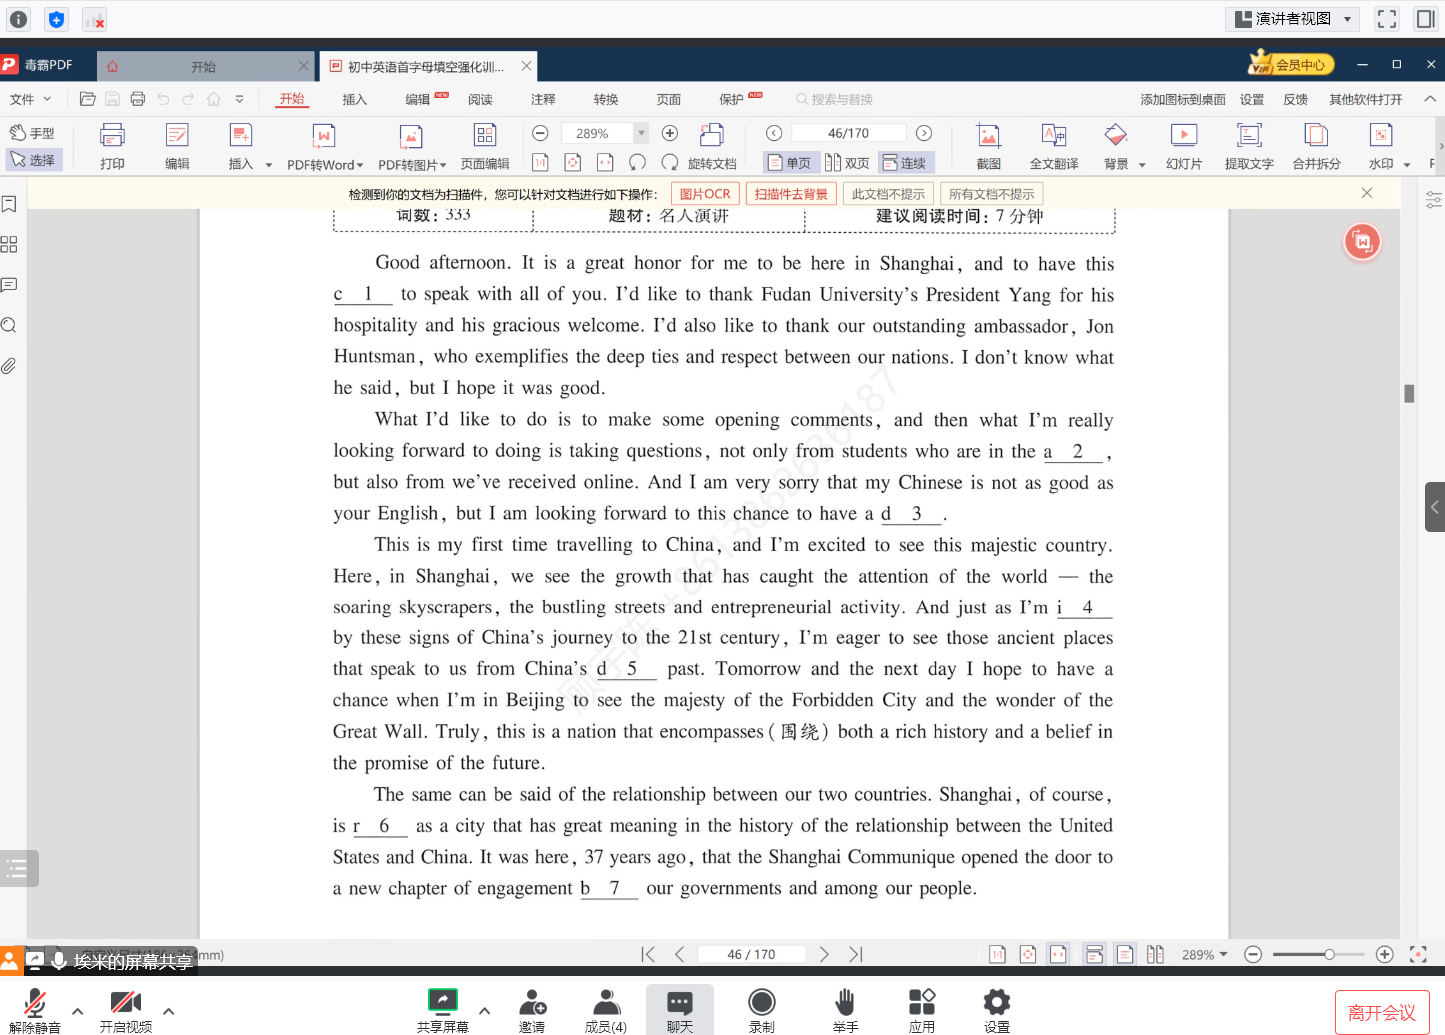 演讲者视图
毒霸PDF
开始
初中英语首字母填空强化训...
会员中心
文件
开始
插入
编辑
NEW
阅读
注释
转换
页面
保护
NEW
搜索与替换
添加图标到桌面
设置
反馈
其他软件打开
手型
选择
打印
编辑
插入
PDF转Word
PDF转图片
页面编辑
289%
旋转文档
46/170
单页
双页
连续
截图
全文翻译
背景
幻灯片
提取文字
合并拆分
水印
检测到你的文档为扫描件，您可以针对文档进行如下操作：
图片OCR
扫描件去背景
此文档不提示
所有文档不提示
词数：333
题材：名人演讲
建议阅读时间：7分钟
Good afternoon. It is a great honor for me to be here in Shanghai, and to have this
c 1 to speak with all of you. I'd like to thank Fudan University's President Yang for his
hospitality and his gracious welcome. I'd also like to thank our outstanding ambassador, Jon
Huntsman, who exemplifies the deep ties and respect between our nations. I don't know what
he said, but I hope it was good.
What I'd like to do is to make some opening comments, and then what I'm really
looking forward to doing is taking questions, not only from students who are in the a 2 ,
but also from we've received online. And I am very sorry that my Chinese is not as good as
your English, but I am looking forward to this chance to have a d 3 .
This is my first time travelling to China, and I'm excited to see this majestic country.
Here, in Shanghai, we see the growth that has caught the attention of the world — the
soaring skyscrapers, the bustling streets and entrepreneurial activity. And just as I'm i 4
by these signs of China's journey to the 21st century, I'm eager to see those ancient places
that speak to us from China's d 5 past. Tomorrow and the next day I hope to have a
chance when I'm in Beijing to see the majesty of the Forbidden City and the wonder of the
Great Wall. Truly, this is a nation that encompasses(围绕) both a rich history and a belief in
the promise of the future.
The same can be said of the relationship between our two countries. Shanghai, of course,
is r 6 as a city that has great meaning in the history of the relationship between the United
States and China. It was here, 37 years ago, that the Shanghai Communique opened the door to
a new chapter of engagement b 7 our governments and among our people.
埃米的屏幕共享
46 / 170
289%
解除静音
开启视频
共享屏幕
邀请
成员(4)
聊天
录制
举手
应用
设置
离开会议